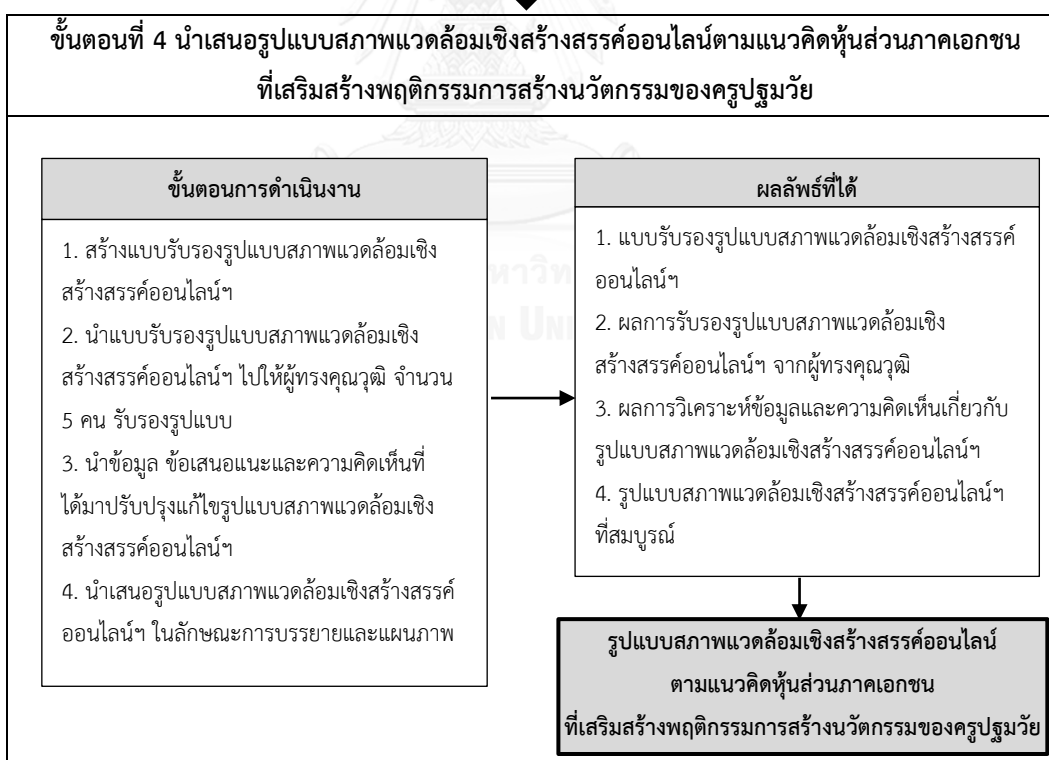 ขั้นตอนที่ 4 นำเสนอรูปแบบสภาพแวดล้อมเชิงสร้างสรรค์ออนไลน์ตามแนวคิดหุ้นส่วนภาคเอกชน
ที่เสริมสร้างพฤติกรรมการสร้างนวัตกรรมของครูปฐมวัย
ขั้นตอนการดำเนินงาน
1. สร้างแบบรับรองรูปแบบสภาพแวดล้อมเชิง
สร้างสรรค์ออนไลน์ฯ
2. นำแบบรับรองรูปแบบสภาพแวดล้อมเชิง
สร้างสรรค์ออนไลน์ฯ ไปให้ผู้ทรงคุณวุฒิ จำนวน
5 คน รับรองรูปแบบ
3. นำข้อมูล ข้อเสนอแนะและความคิดเห็นที่
ได้มาปรับปรุงแก้ไขรูปแบบสภาพแวดล้อมเชิง
สร้างสรรค์ออนไลน์ฯ
4. นำเสนอรูปแบบสภาพแวดล้อมเชิงสร้างสรรค์
ออนไลน์ฯ ในลักษณะการบรรยายและแผนภาพ
ผลลัพธ์ที่ได้
1. แบบรับรองรูปแบบสภาพแวดล้อมเชิงสร้างสรรค์
ออนไลน์ฯ
2. ผลการรับรองรูปแบบสภาพแวดล้อมเชิง
สร้างสรรค์ออนไลน์ฯ จากผู้ทรงคุณวุฒิ
3. ผลการวิเคราะห์ข้อมูลและความคิดเห็นเกี่ยวกับ
รูปแบบสภาพแวดล้อมเชิงสร้างสรรค์ออนไลน์ฯ
4. รูปแบบสภาพแวดล้อมเชิงสร้างสรรค์ออนไลน์ฯ
ที่สมบูรณ์
รูปแบบสภาพแวดล้อมเชิงสร้างสรรค์ออนไลน์
ตามแนวคิดหุ้นส่วนภาคเอกชน
ที่เสริมสร้างพฤติกรรมการสร้างนวัตกรรมของครูปฐมวัย